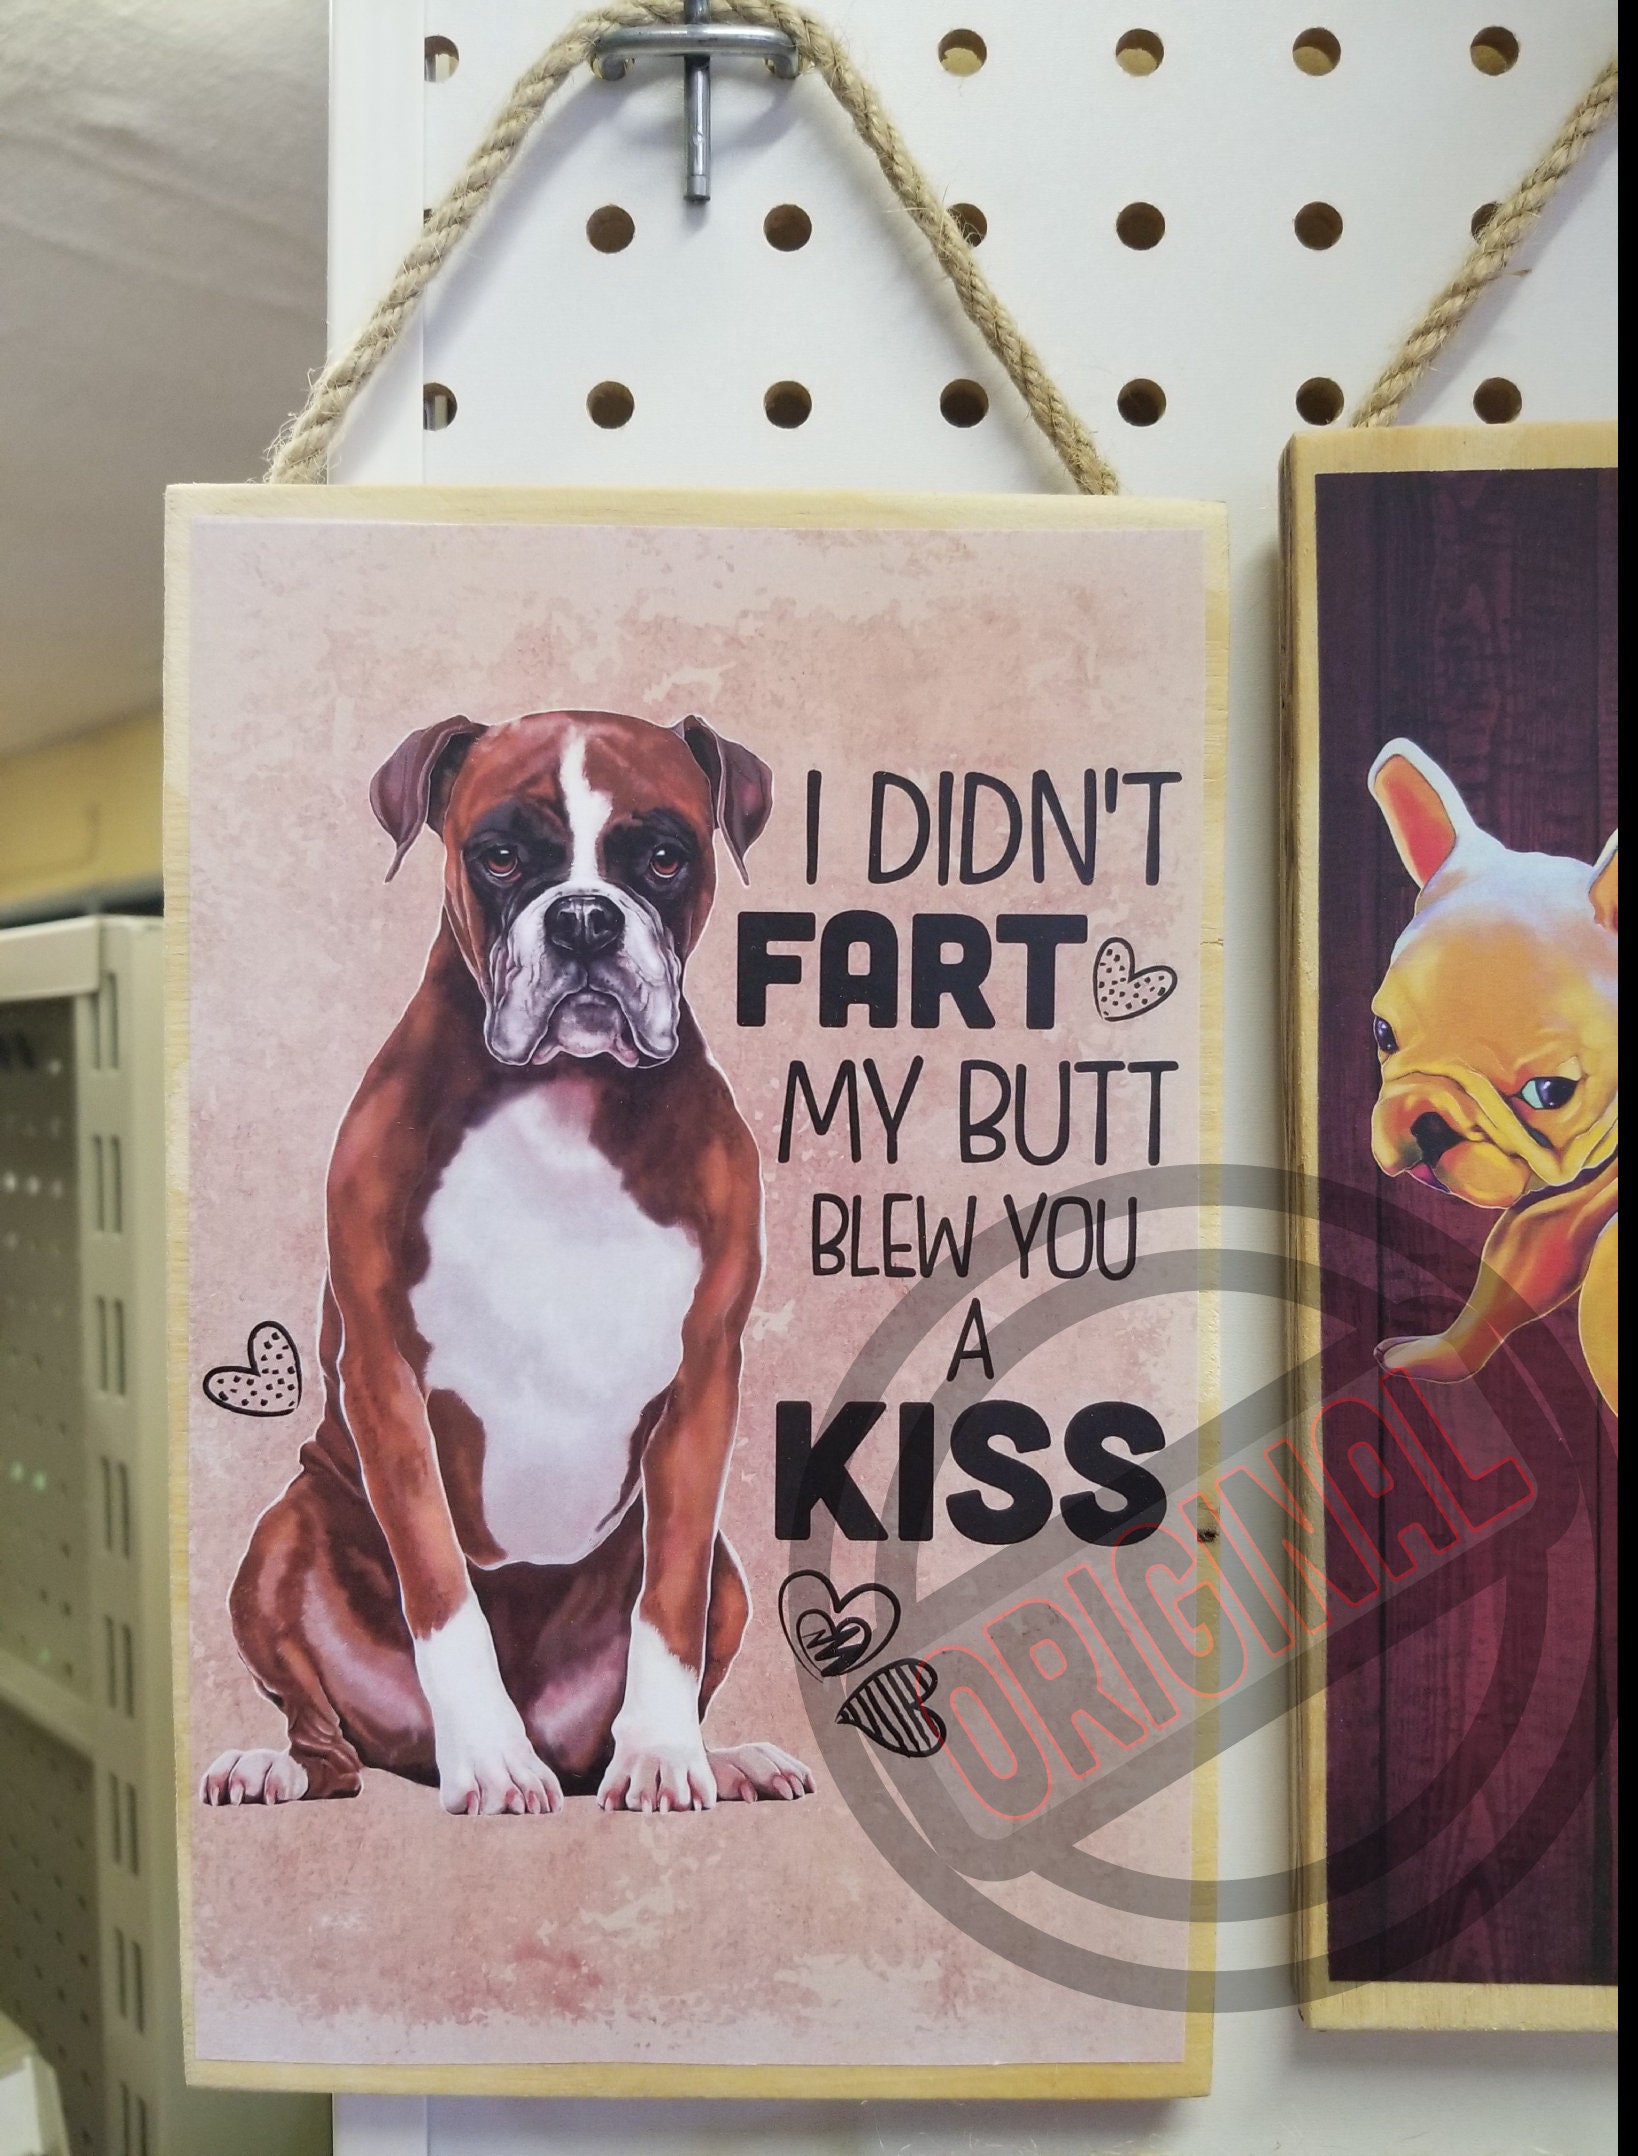 I DIDN'T
FART
MY BUTT
BLEW YOU
A
KISS
ORIGINAL